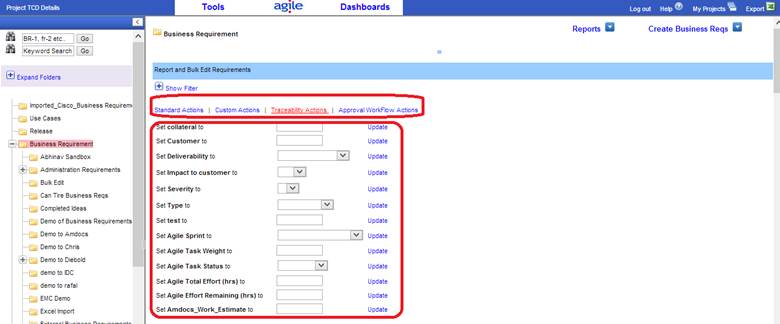 Project TCD Details
Tools
agile
Dashboards
Log out Help My Projects Export
BR-1, fr-2 etc.. Go
Keyword Search Go
Expand Folders
Imported_Cisco_Business Requireme
Use Cases
Release
Business Requirement
Abhinav Sandbox
Administration Requirements
Bulk Edit
Can Tire Business Reqs
Completed Ideas
Demo of Business Requirements
Demo to Amdocs
Demo to Chris
Demo to Diebold
demo to IDC
demo to rafal
EMC Demo
Excel Import
External Business Requirements
Business Requirement
Reports Create Business Reqs
Report and Bulk Edit Requirements
Show Filter
Standard Actions | Custom Actions | Traceability Actions | Approval WorkFlow Actions
Set collateral to Update
Set Customer to Update
Set Deliverability to Update
Set Impact to customer to Update
Set Severity to Update
Set Type to Update
Set test to Update
Set Agile Sprint to Update
Set Agile Task Weight to Update
Set Agile Task Status to Update
Set Agile Total Effort (hrs) to Update
Set Agile Effort Remaining (hrs) to Update
Set Amdocs_Work_Estimate to Update